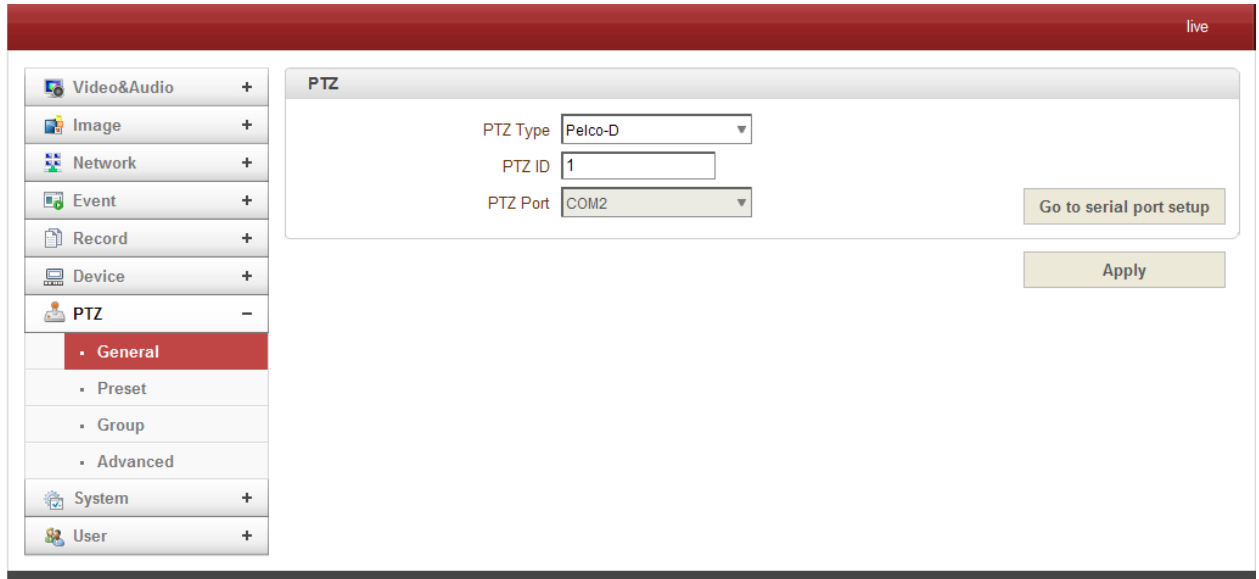 live
Video&Audio +
Image +
Network +
Event +
Record +
Device +
PTZ −
General
Preset
Group
Advanced
System +
User +
PTZ
PTZ Type Pelco-D
PTZ ID 1
PTZ Port COM2
Go to serial port setup
Apply